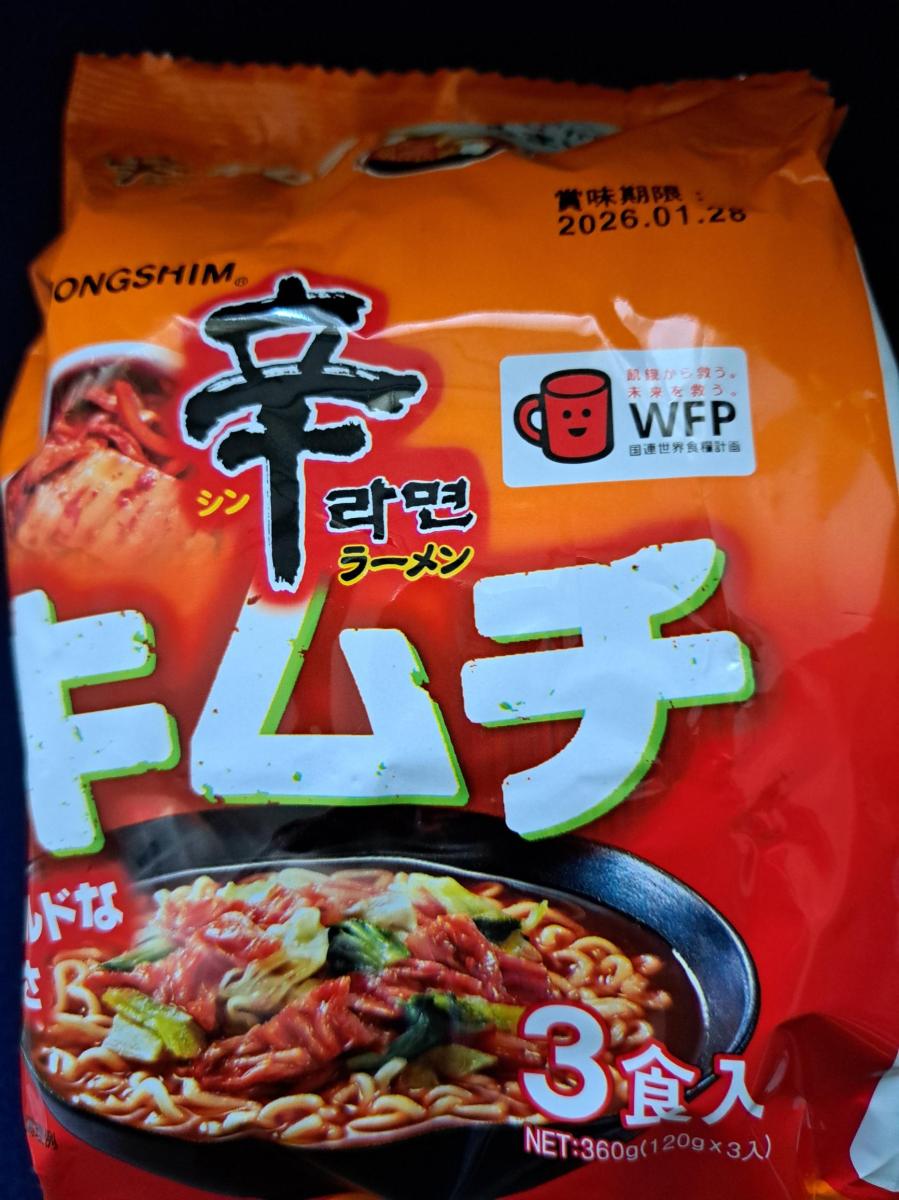 賞味期限:
2026.01.28
ONGSHIM®
辛
シン
라면
ラーメン
飢餓から救う。
未来を救う。
WFP
国連世界食糧計画
キムチ
ルドな
さ
3食入
NET:360g(120g×3入)